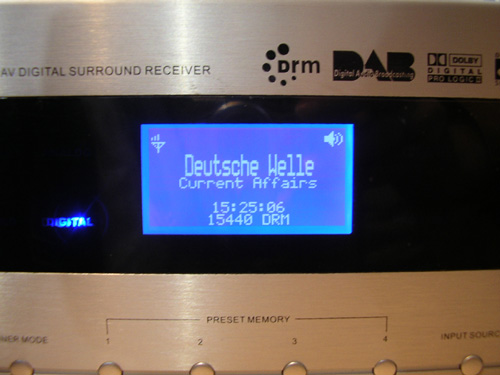 AV DIGITAL SURROUND RECEIVER
Drm
DAB
Digital Audio Broadcasting
DOLBY
DIGITAL
PRO LOGIC II
Deutsche Welle
Current Affairs
15:25:06
15440 DRM
DIGITAL
PRESET MEMORY
MODE
1 2 3 4
INPUT